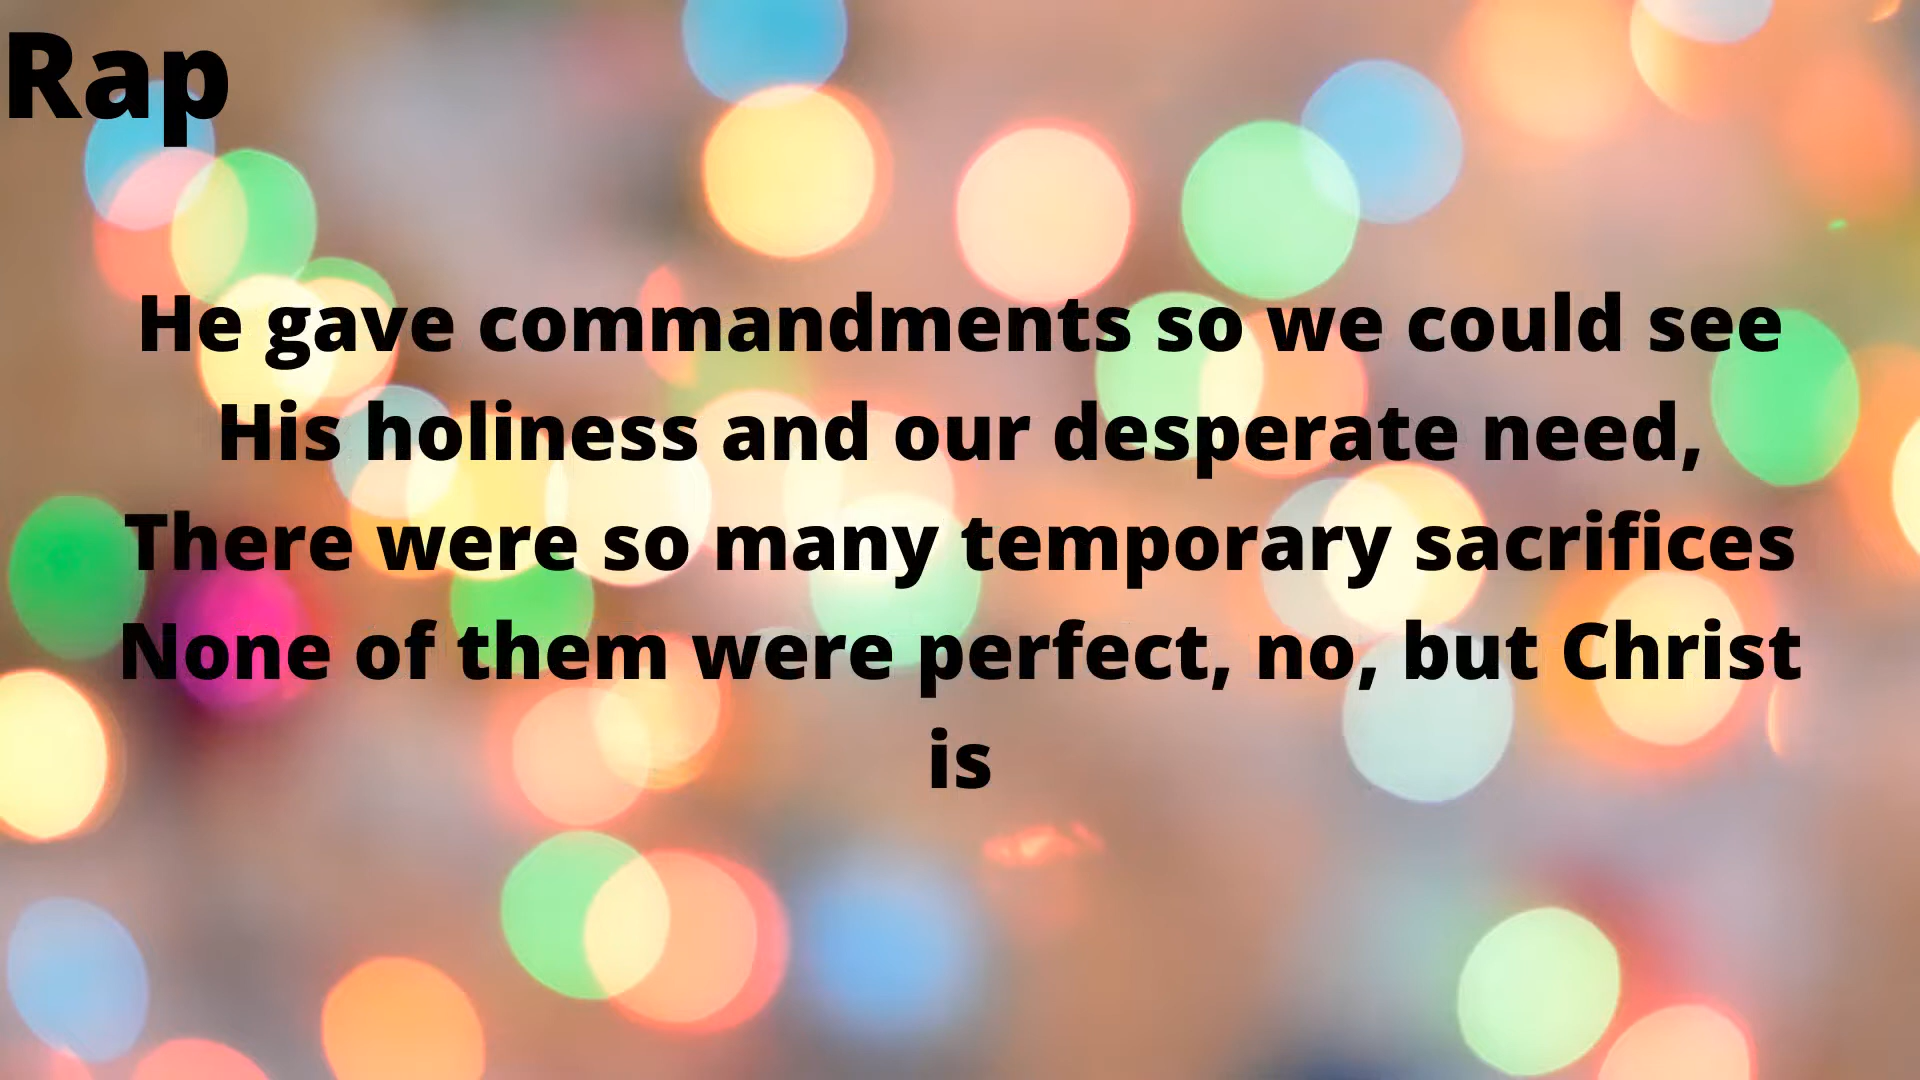 Rap
He gave commandments so we could see
His holiness and our desperate need,
There were so many temporary sacrifices
None of them were perfect, no, but Christ
is